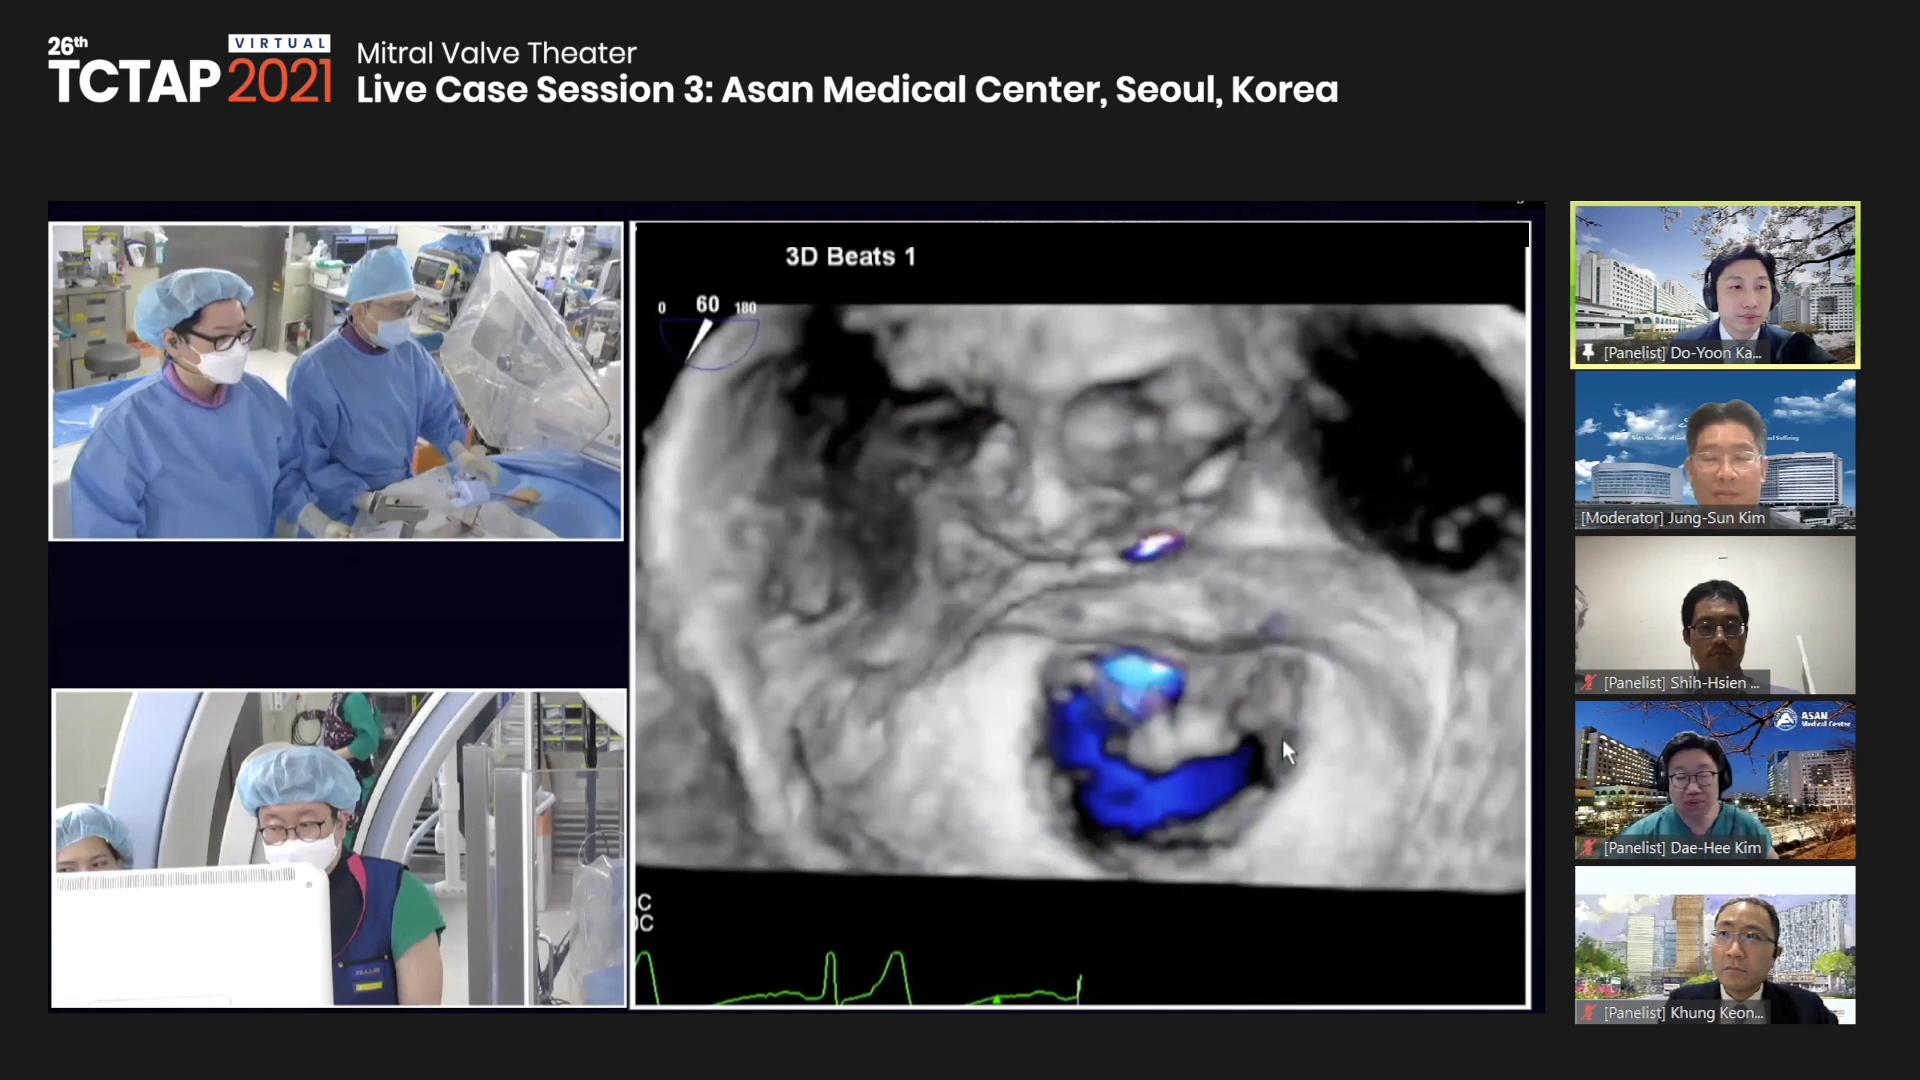 26th
VIRTUAL
TCTAP 2021
Mitral Valve Theater
Live Case Session 3: Asan Medical Center, Seoul, Korea
3D Beats 1
0 60 180
C
C
[Panelist] Do-Yoon Ka...
[Moderator] Jung-Sun Kim
[Panelist] Shih-Hsien ...
ASAN
Medical Center
[Panelist] Dae-Hee Kim
[Panelist] Khung Keon...